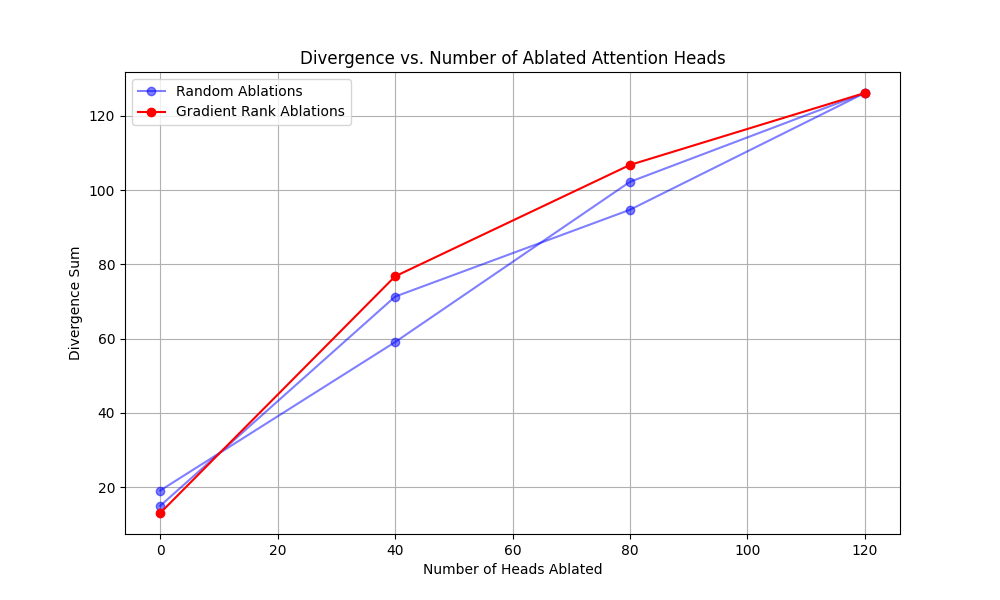 Divergence vs. Number of Ablated Attention Heads
Random Ablations
Gradient Rank Ablations
120
100
80
60
40
20
Divergence Sum
0 20 40 60 80 100 120
Number of Heads Ablated